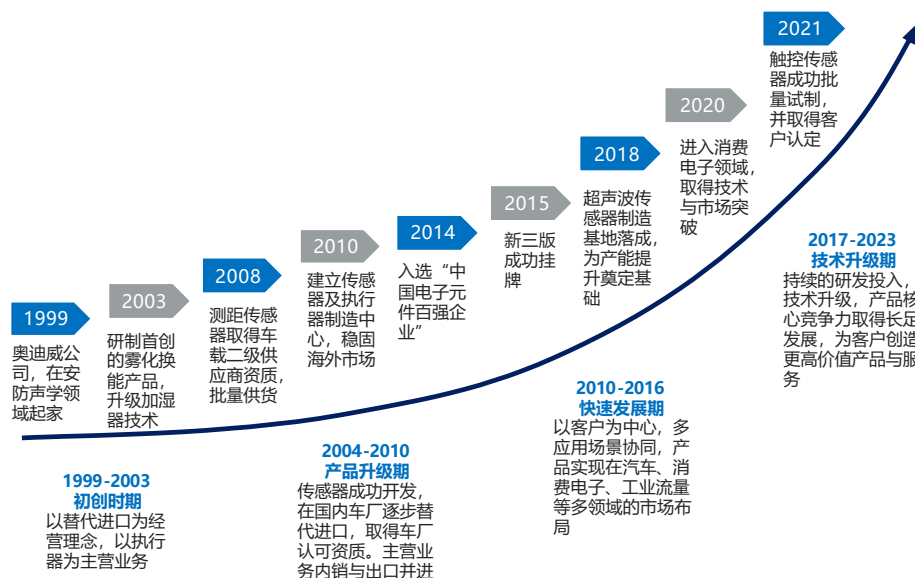 2021
触控传感
器成功批
量试制，
并取得客
户认定
2020
进入消费
电子领域，
取得技术
与市场突
破
2018
超声波传
感器制造
基地落成，
为产能提
升奠定基
础
2015
新三版
成功挂
牌
2014
入选“中
国电子元
件百强企
业”
2010
建立传感
器及执行
器制造中
心，稳固
海外市场
2008
测距传感
器取得车
载二级供
应商资质，
批量供货
2003
研制首创
的雾化换
能产品，
升级加湿
器技术
1999
奥迪威公
司，在安
防声学领
域起家
1999-2003
初创时期
以替代进口为经
营理念，以执行
器为主营业务
2004-2010
产品升级期
传感器成功开发，
在国内车厂逐步替
代进口，取得车厂
认可资质。主营业
务内销与出口并进
2010-2016
快速发展期
以客户为中心，多
应用场景协同，产
品实现在汽车、消
费电子、工业流量
等多领域的市场布
局
2017-2023
技术升级期
持续的研发投入，
技术升级，产品核
心竞争力取得长足
发展，为客户创造
更高价值产品与服
务